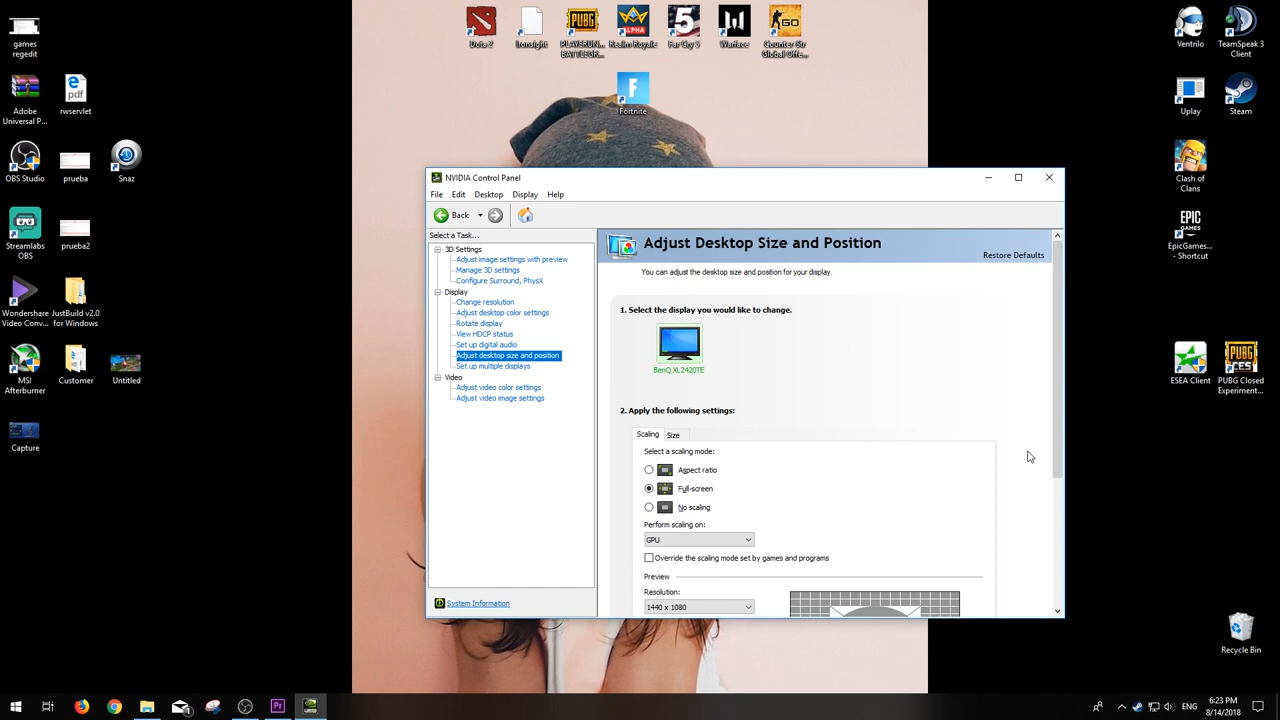 games
regedit
Adobe
Universal P...
rwservlet
OBS Studio
prueba
Snaz
Streamlabs
OBS
prueba2
Wondershare
Video Conv...
JustBuild v2.0
for Windows
MSI
Afterburner
Customer
Untitled
Capture
Dota 2
Ironsight
PLAYERUN...
BATTLEGR...
Realm Royale
Far Cry 5
Warface
Counter-Str
Global Offe...
Fortnite
Ventrilo
TeamSpeak 3
Client
Uplay
Steam
Clash of
Clans
EPIC
GAMES
EpicGames...
- Shortcut
ESEA Client
PUBG Closed
Experiment...
Recycle Bin
NVIDIA Control Panel
File Edit Desktop Display Help
Back
Select a Task...
3D Settings
Adjust image settings with preview
Manage 3D settings
Configure Surround, PhysX
Display
Change resolution
Adjust desktop color settings
Rotate display
View HDCP status
Set up digital audio
Adjust desktop size and position
Set up multiple displays
Video
Adjust video color settings
Adjust video image settings
System Information
Adjust Desktop Size and Position
Restore Defaults
You can adjust the desktop size and position for your display.
1. Select the display you would like to change.
BenQ XL2420TE
2. Apply the following settings:
Scaling Size
Select a scaling mode:
Aspect ratio
Full-screen
No scaling
Perform scaling on:
GPU
Override the scaling mode set by games and programs
Preview
Resolution:
1440 x 1080
ENG
6:23 PM
8/14/2018